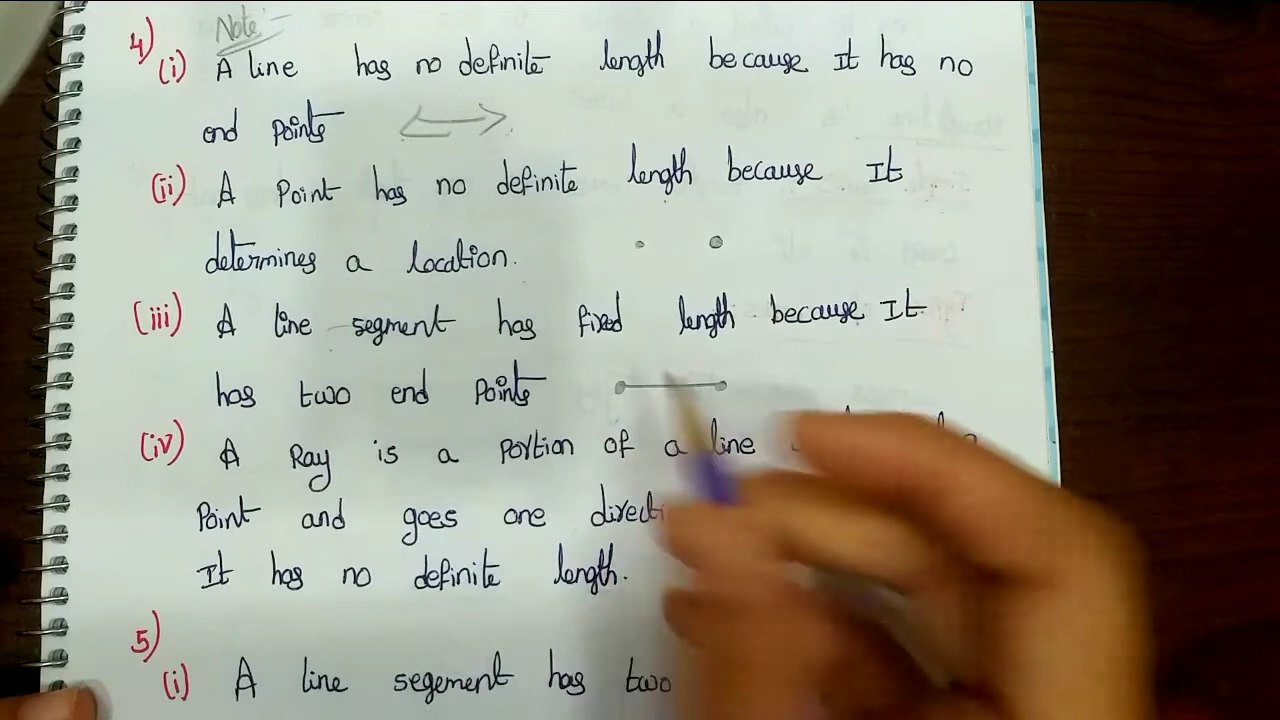 Note:-
4) (i) A line has no definite length because It has no
end points
(ii) A Point has no definite length because It
determines a location.
(iii) A line segment has fixed length because It
has two end points
(iv) A Ray is a portion of a line
Point and goes one directi
It has no definite length.
5)
(i) A line segement has two